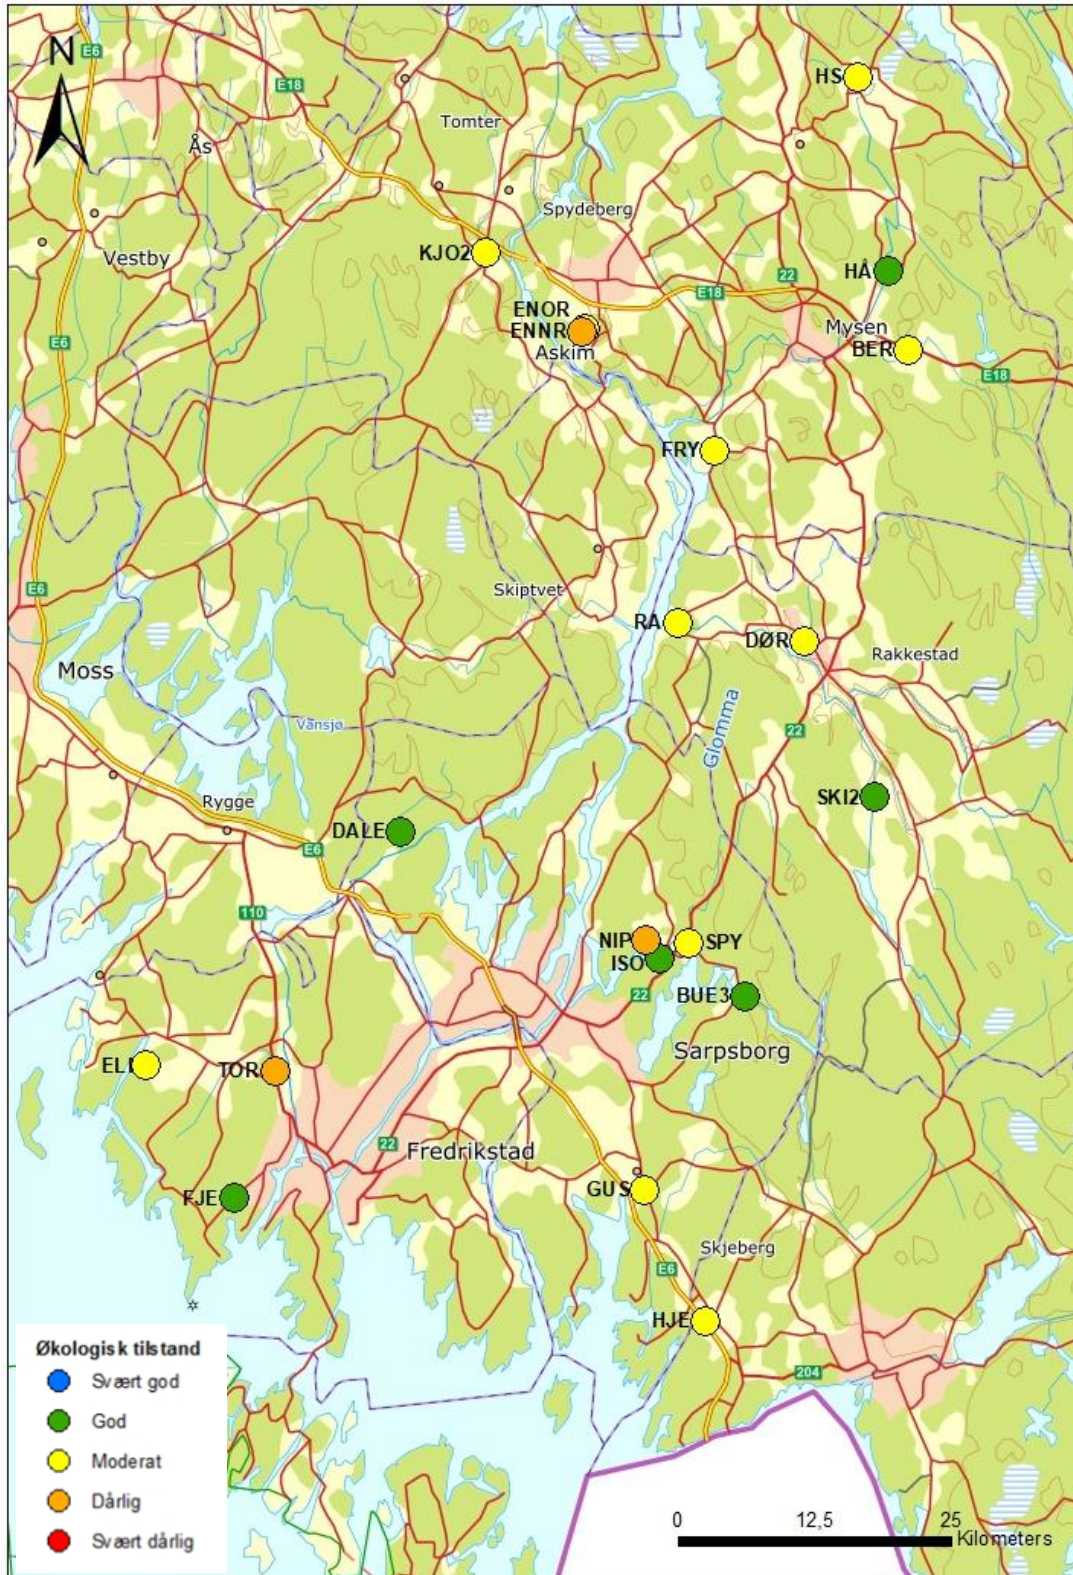 N
E6
E18
HS
Tomter
Ås
Spydeberg
KJO2
Vestby
HÅ
22
E18
ENOR
ENNR
Mysen
E6
Askim
BER
E18
FRY
Skiptvet
E6
RA
DØR
Rakkestad
Moss
Glomma
Vansjø
22
SKI2
Rygge
DALE
E6
110
NIP
SPY
ISO
22
BUE3
Sarpsborg
TOR
22
Fredrikstad
GUS
FJE
Skjeberg
E6
HJE
204
Økologisk tilstand
Svært god
God
Moderat
Dårlig
Svært dårlig
0
12,5
25
Kilometers